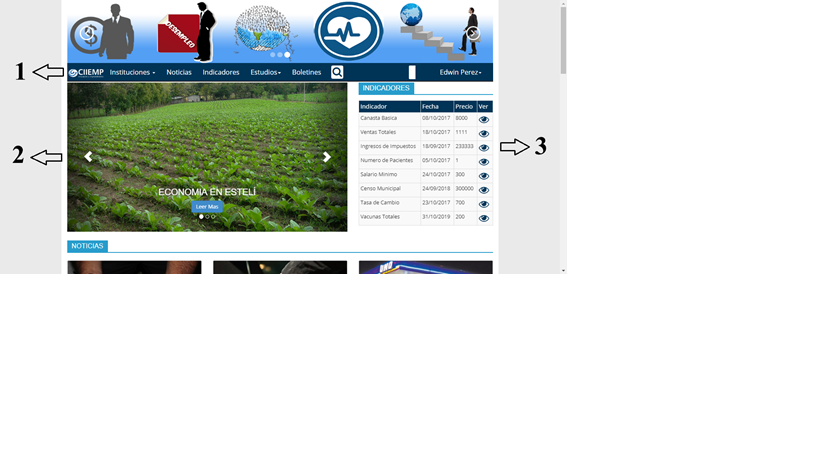 DESEMPLEO
1
CIIEMP Instituciones Noticias Indicadores Estudios Boletines Edwin Perez
INDICADORES
Indicador Fecha Precio Ver
Canasta Basica 08/10/2017 8000
Ventas Totales 18/10/2017 1111
2
Ingresos de Impuestos 18/09/2017 233333
3
Numero de Pacientes 05/10/2017 1
Salario Minimo 24/10/2017 300
Censo Municipal 24/09/2018 300000
Tasa de Cambio 23/10/2017 700
Vacunas Totales 31/10/2019 200
ECONOMIA EN ESTELÍ
Leer Mas
NOTICIAS